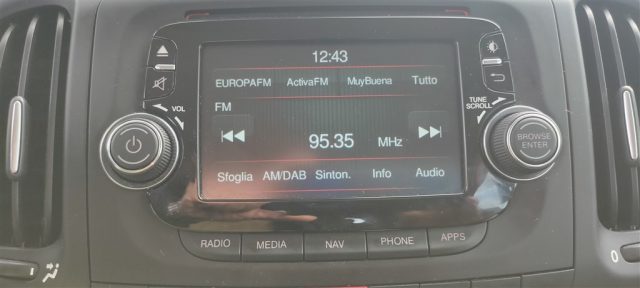 12:43
EUROPAFM ActivaFM MuyBuena Tutto
FM
VOL
TUNE
SCROLL
95.35 MHz
BROWSE
ENTER
Sfoglia AM/DAB Sinton. Info Audio
RADIO MEDIA NAV PHONE APPS
0